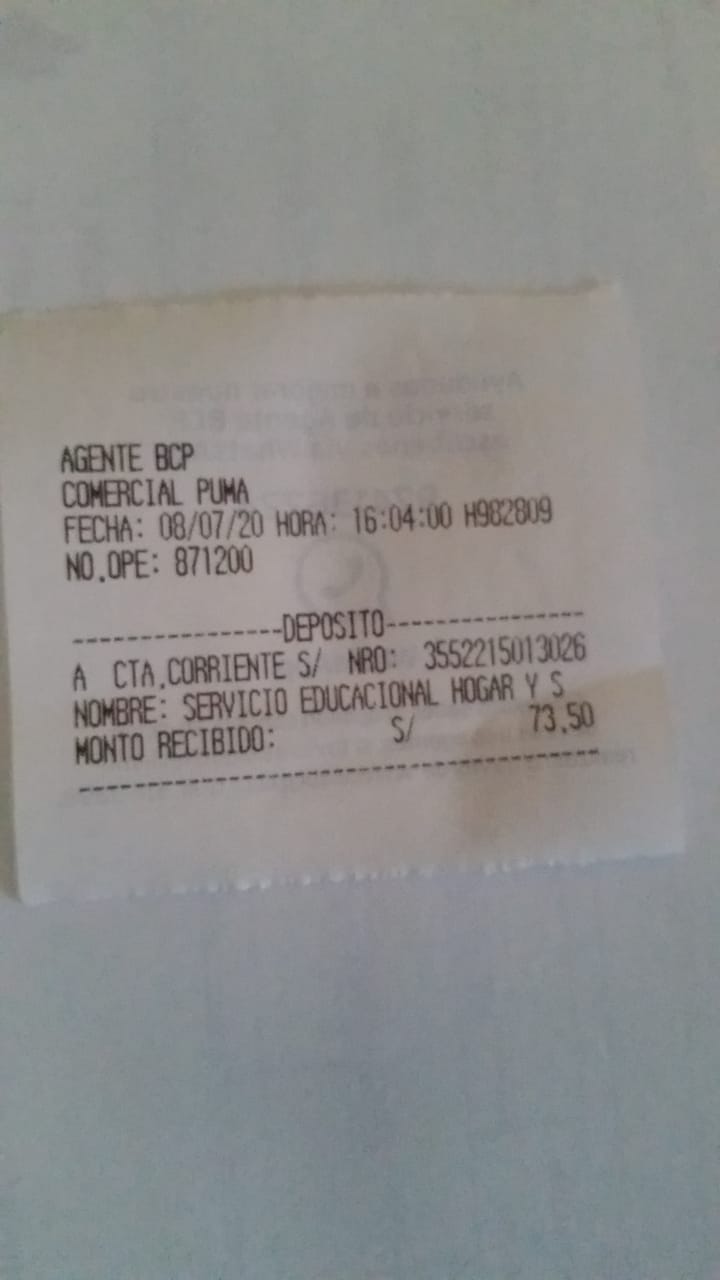 AGENTE BCP
COMERCIAL PUMA
FECHA: 08/07/20 HORA: 16:04:00 H982809
NO.OPE: 871200
----------------DEPOSITO----------------
A CTA.CORRIENTE S/ NRO: 3552215013026
NOMBRE: SERVICIO EDUCACIONAL HOGAR Y S
MONTO RECIBIDO: S/ 73.50